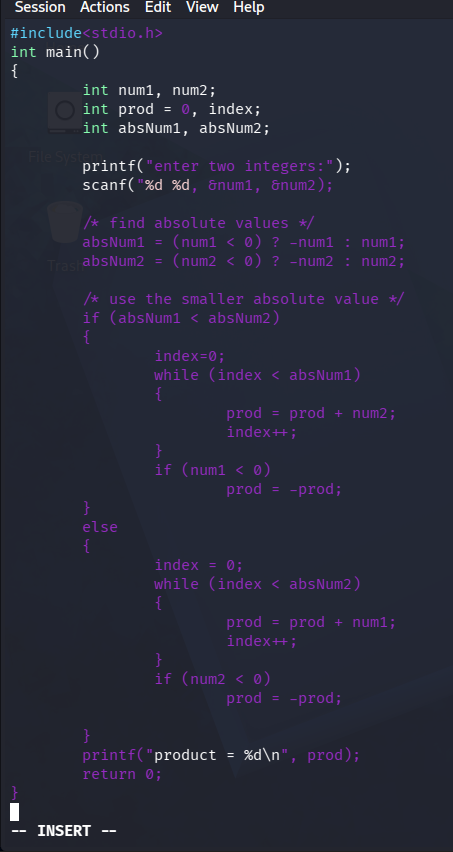 Session Actions Edit View Help
#include<stdio.h>
int main()
{
        int num1, num2;
        int prod = 0, index;
        int absNum1, absNum2;

        printf("enter two integers:");
        scanf("%d %d, &num1, &num2);

        /* find absolute values */
        absNum1 = (num1 < 0) ? -num1 : num1;
        absNum2 = (num2 < 0) ? -num2 : num2;

        /* use the smaller absolute value */
        if (absNum1 < absNum2)
        {
                index=0;
                while (index < absNum1)
                {
                        prod = prod + num2;
                        index++;
                }
                if (num1 < 0)
                        prod = -prod;
        }
        else
        {
                index = 0;
                while (index < absNum2)
                {
                        prod = prod + num1;
                        index++;
                }
                if (num2 < 0)
                        prod = -prod;

        }
        printf("product = %d\n", prod);
        return 0;
}
-- INSERT --
File System
Trash